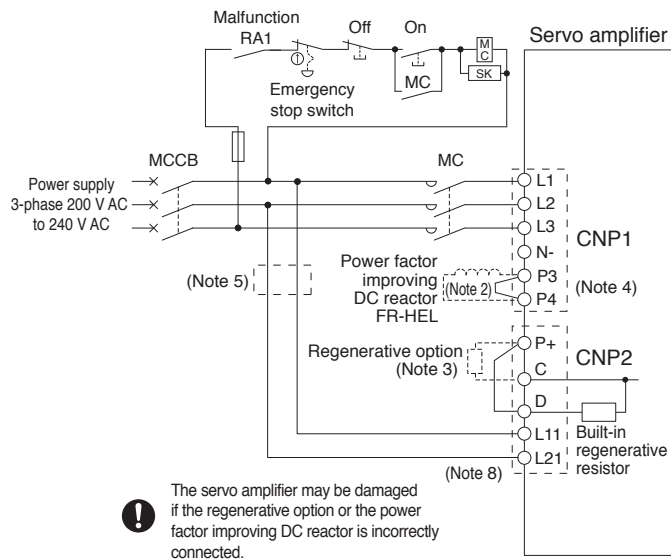 Malfunction
RA1
Off
On
MC
SK
MC
Emergency
stop switch
Servo amplifier
MCCB
MC
Power supply
3-phase 200 V AC
to 240 V AC
L1
L2
L3
N-
P3
P4
CNP1
(Note 4)
(Note 5)
Power factor
improving
DC reactor
FR-HEL
(Note 2)
Regenerative option
(Note 3)
P+
C
D
L11
L21
CNP2
Built-in
regenerative
resistor
(Note 8)
The servo amplifier may be damaged
if the regenerative option or the power
factor improving DC reactor is incorrectly
connected.